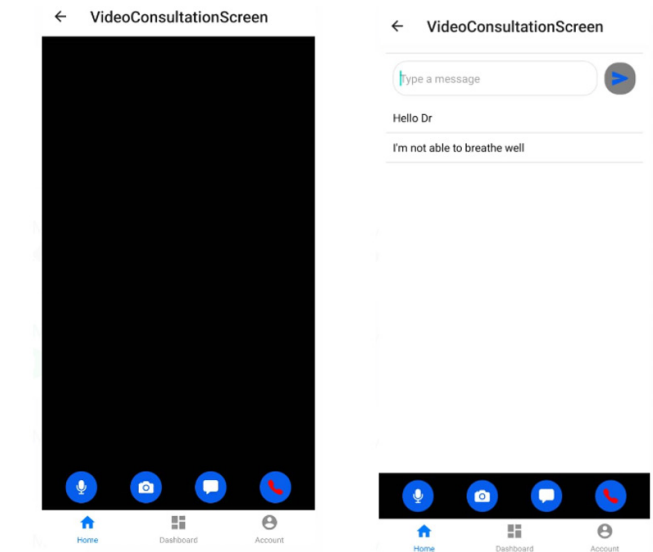 VideoConsultationScreen
Home Dashboard Account
VideoConsultationScreen
Type a message
Hello Dr
I'm not able to breathe well
Home Dashboard Account